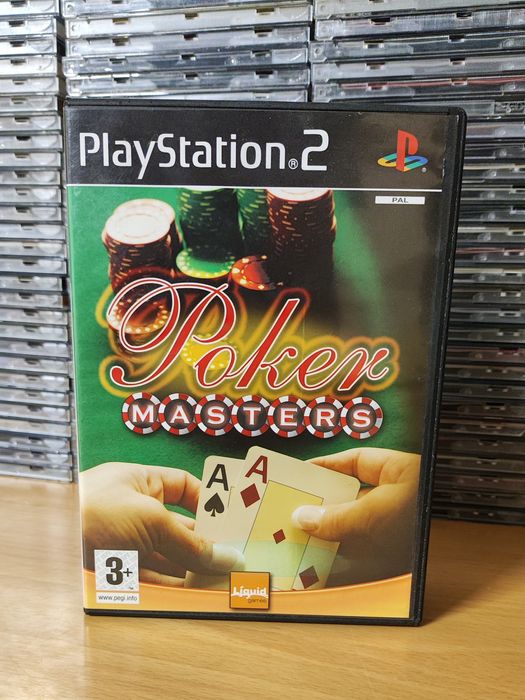 PlayStation®2
PAL
Poker
MASTERS
A A
3+
www.pegi.info
Liquid
games